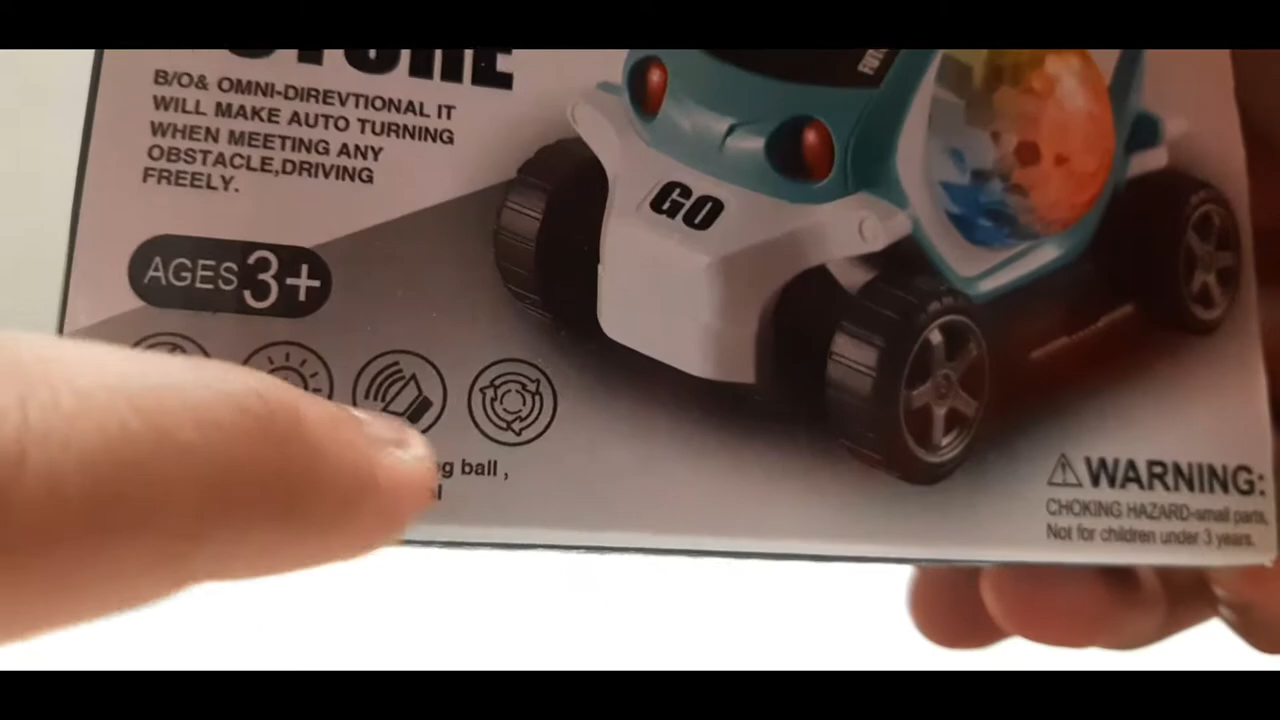 B/O& OMNI-DIREVTIONAL IT
WILL MAKE AUTO TURNING
WHEN MEETING ANY
OBSTACLE,DRIVING
FREELY.
GO
AGES 3+
ball ,
WARNING:
CHOKING HAZARD-small parts.
Not for children under 3 years.